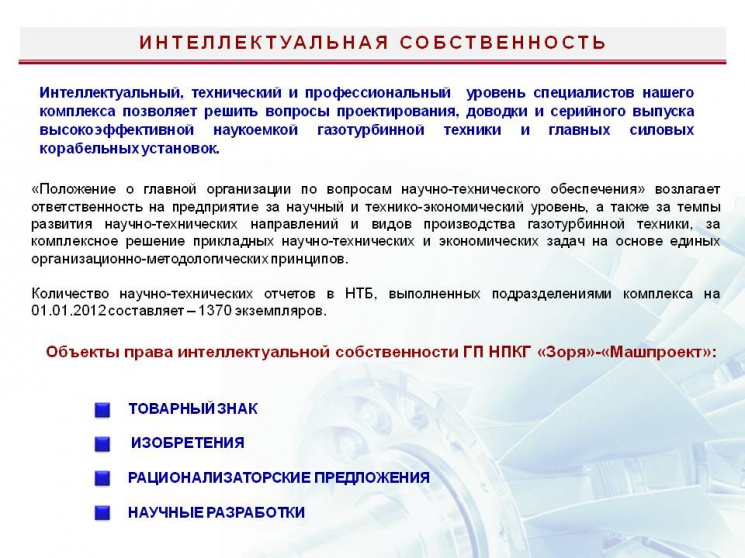 ИНТЕЛЛЕКТУАЛЬНАЯ СОБСТВЕННОСТЬ
Интеллектуальный, технический и профессиональный уровень специалистов нашего
комплекса позволяет решить вопросы проектирования, доводки и серийного выпуска
высокоэффективной наукоемкой газотурбинной техники и главных силовых
корабельных установок.
«Положение о главной организации по вопросам научно-технического обеспечения» возлагает
ответственность на предприятие за научный и технико-экономический уровень, а также за темпы
развития научно-технических направлений и видов производства газотурбинной техники, за
комплексное решение прикладных научно-технических и экономических задач на основе единых
организационно-методологических принципов.
Количество научно-технических отчетов в НТБ, выполненных подразделениями комплекса на
01.01.2012 составляет – 1370 экземпляров.
Объекты права интеллектуальной собственности ГП НПКГ «Зоря»-«Машпроект»:
ТОВАРНЫЙ ЗНАК
ИЗОБРЕТЕНИЯ
РАЦИОНАЛИЗАТОРСКИЕ ПРЕДЛОЖЕНИЯ
НАУЧНЫЕ РАЗРАБОТКИ